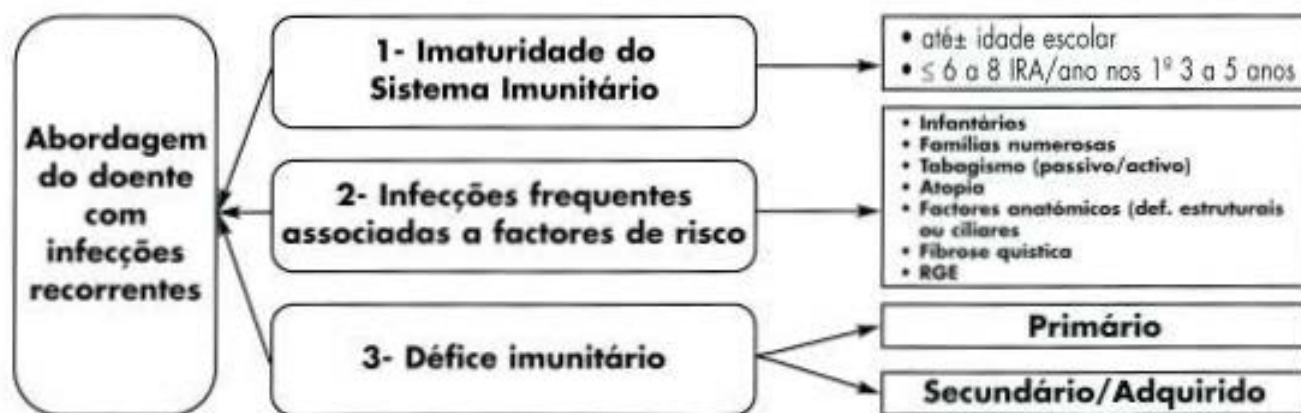 Abordagem
do doente
com
infecções
recorrentes
1- Imaturidade do
Sistema Imunitário
• até± idade escolar
• ≤ 6 a 8 IRA/ano nos 1º 3 a 5 anos
2- Infecções frequentes
associadas a factores de risco
• Infantários
• Famílias numerosas
• Tabagismo (passivo/activo)
• Atopia
• Factores anatómicos (def. estruturais
ou ciliares
• Fibrose quística
• RGE
3- Défice imunitário
Primário
Secundário/Adquirido